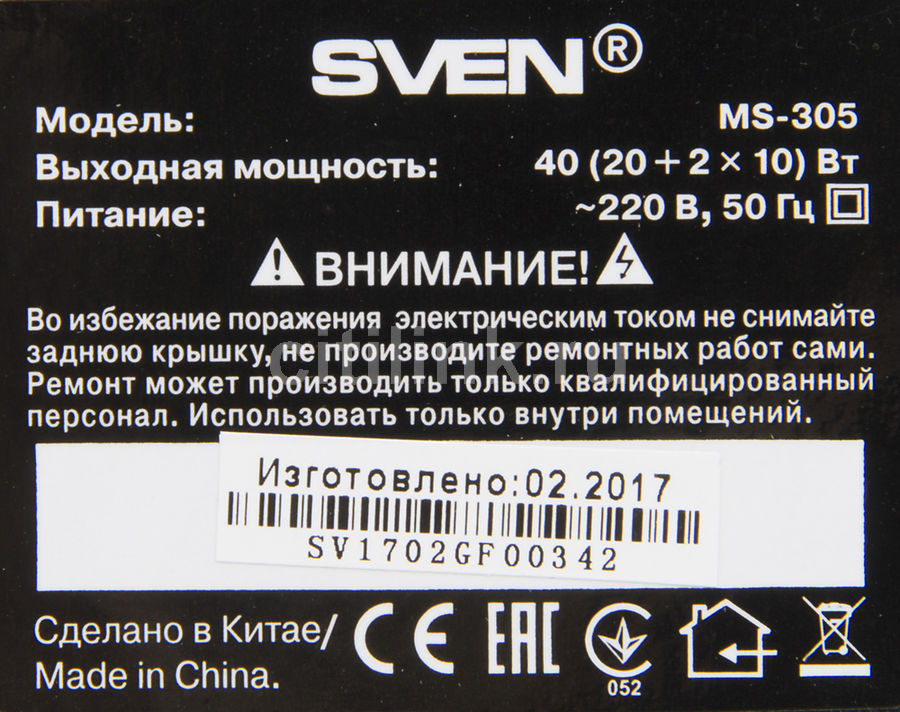 SVEN®
Модель: MS-305
Выходная мощность: 40 (20 + 2 × 10) Вт
Питание: ~220 В, 50 Гц
ВНИМАНИЕ!
Во избежание поражения электрическим током не снимайте
заднюю крышку, не производите ремонтных работ сами.
Ремонт может производить только квалифицированный
персонал. Использовать только внутри помещений.
citilink.ru
Изготовлено:02.2017
SV1702GF00342
Сделано в Китае/
Made in China.
CE EAC
052